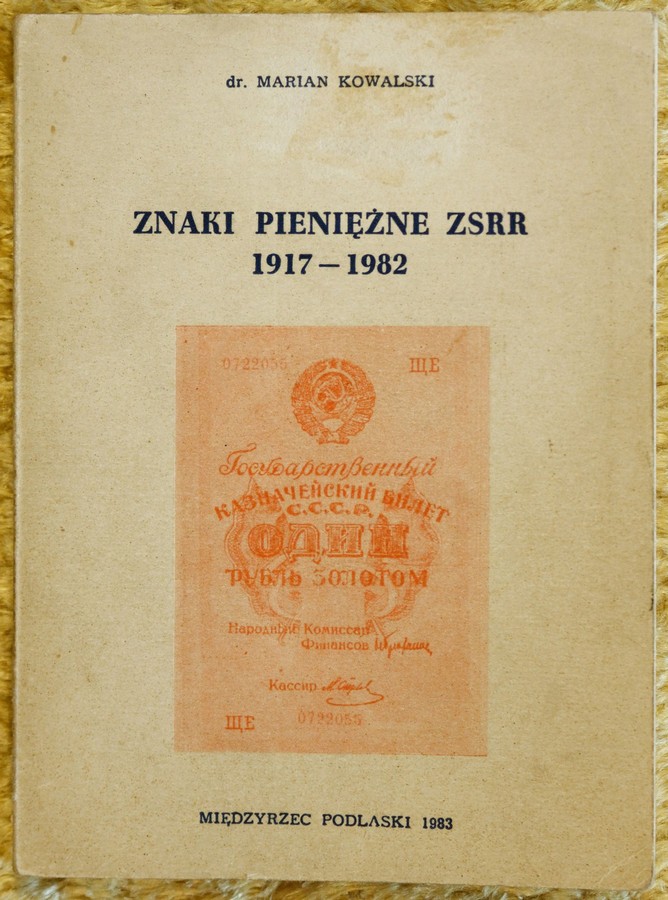 dr. MARIAN KOWALSKI
ZNAKI PIENIĘŻNE ZSRR
1917 — 1982
0722055 ЩЕ
Государственный
КАЗНАЧЕЙСКИЙ БИЛЕТ
С.С.С.Р.
ОДИН
РУБЛЬ ЗОЛОТОМ
Народный Комиссар
Финансов
Кассир
ЩЕ 0722055
MIĘDZYRZEC PODLASKI 1983